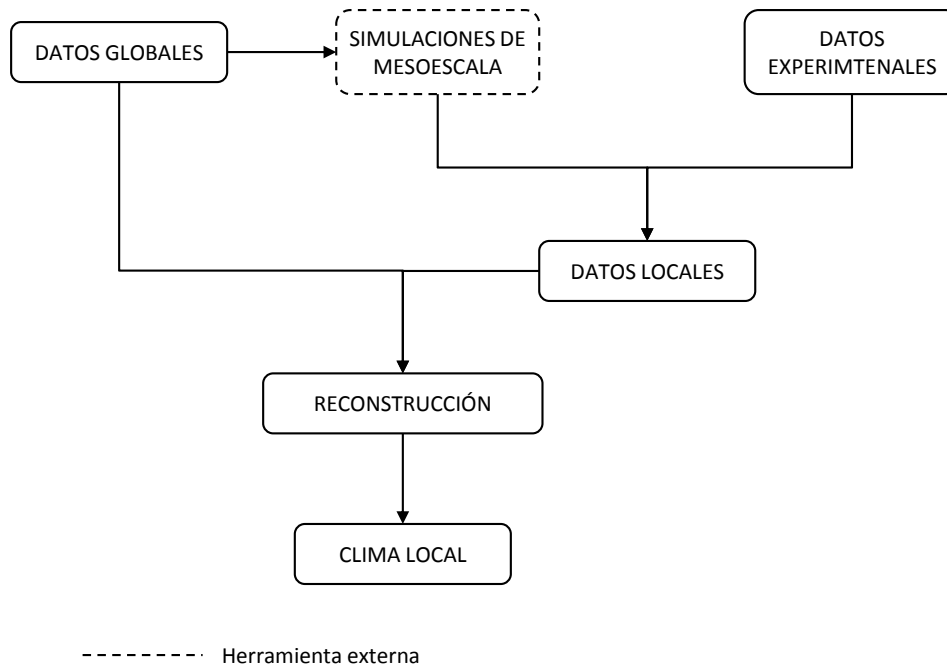 DATOS GLOBALES
SIMULACIONES DE
MESOESCALA
DATOS
EXPERIMTENALES
DATOS LOCALES
RECONSTRUCCIÓN
CLIMA LOCAL
Herramienta externa